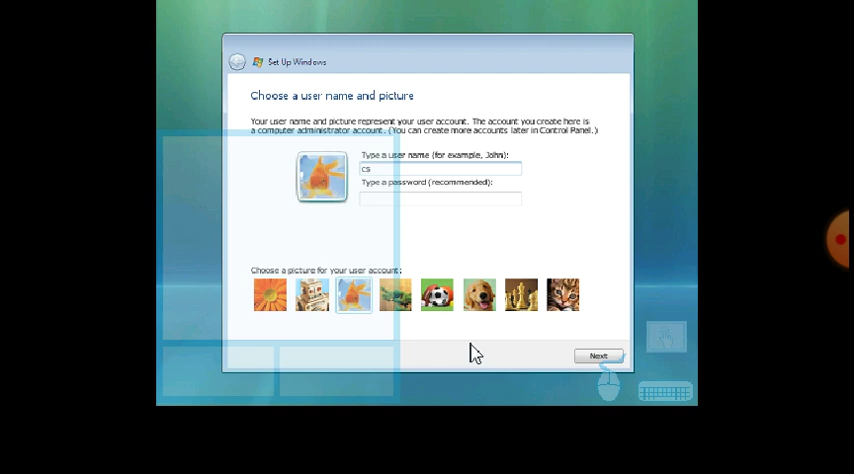 Set Up Windows
Choose a user name and picture
Your user name and picture represent your user account. The account you create here is
a computer administrator account. (You can create more accounts later in Control Panel.)
Type a user name (for example, John):
cs
Type a password (recommended):
Choose a picture for your user account:
Next